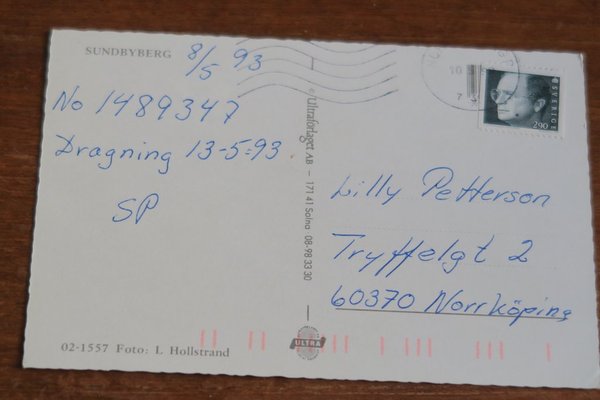 SUNDBYBERG
8/5 93
No 1489347
Dragning 13-5-93
SP
© Ultraförlaget AB – 171 41 Solna 08-98 33 30
SVERIGE
290
Lilly Petterson
Tryffelgt 2
60370 Norrköping
ULTRA
02-1557 Foto: L Hollstrand